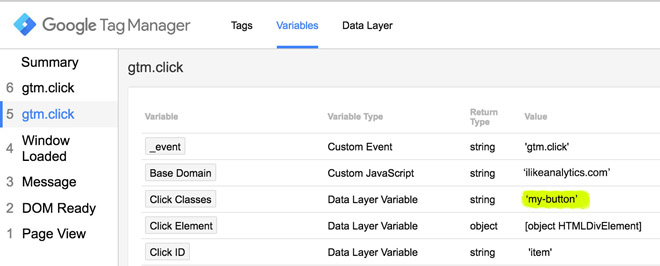 Google Tag Manager Tags Variables Data Layer
Summary
6 gtm.click
5 gtm.click
4 Window
Loaded
3 Message
2 DOM Ready
1 Page View
gtm.click
Variable Variable Type Return
Type Value
_event Custom Event string 'gtm.click'
Base Domain Custom JavaScript string ‘ilikeanalytics.com’
Click Classes Data Layer Variable string ‘my-button’
Click Element Data Layer Variable object [object HTMLDivElement]
Click ID Data Layer Variable string 'item'